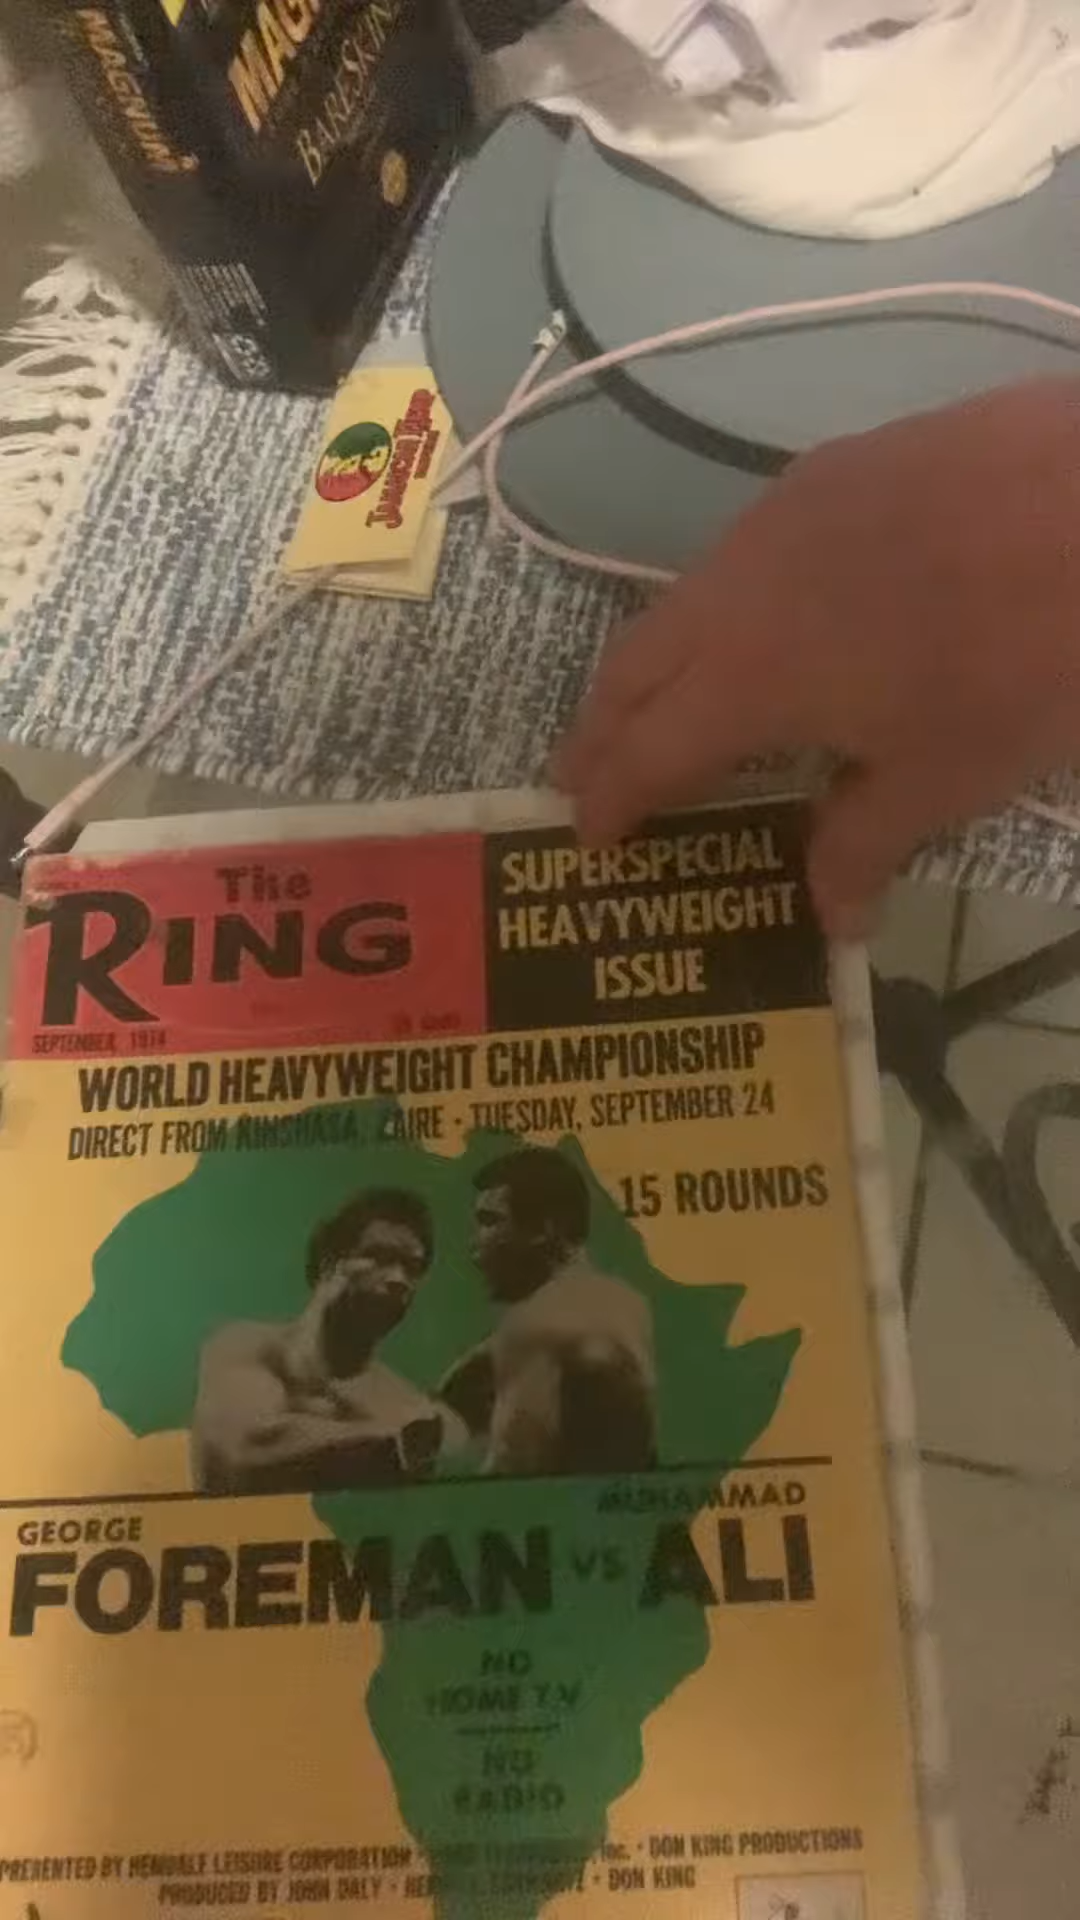 MAGNUM
MAG
BARESKIN
The
RING
SEPTEMBER, 1974
SUPERSPECIAL
HEAVYWEIGHT
ISSUE
WORLD HEAVYWEIGHT CHAMPIONSHIP
DIRECT FROM KINSHASA, ZAIRE · TUESDAY, SEPTEMBER 24
15 ROUNDS
GEORGE
FOREMAN VS
MUHAMMAD
ALI
NO
HOME T.V
NO
RADIO
PRESENTED BY HEMDALE LEISURE CORPORATION · Inc. · DON KING PRODUCTIONS
PRODUCED BY JOHN DALY · DON KING